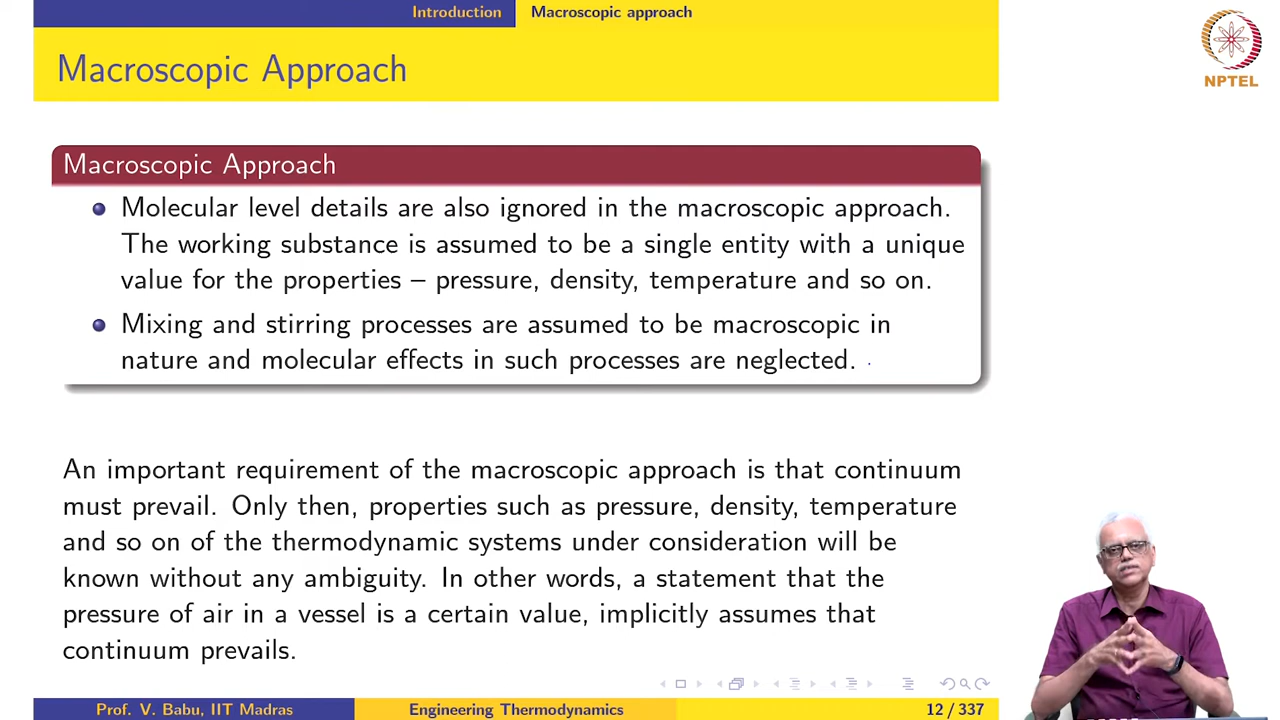 Introduction Macroscopic approach
NPTEL
Macroscopic Approach
Macroscopic Approach
Molecular level details are also ignored in the macroscopic approach.
The working substance is assumed to be a single entity with a unique
value for the properties – pressure, density, temperature and so on.
Mixing and stirring processes are assumed to be macroscopic in
nature and molecular effects in such processes are neglected.
An important requirement of the macroscopic approach is that continuum
must prevail. Only then, properties such as pressure, density, temperature
and so on of the thermodynamic systems under consideration will be
known without any ambiguity. In other words, a statement that the
pressure of air in a vessel is a certain value, implicitly assumes that
continuum prevails.
Prof. V. Babu, IIT Madras Engineering Thermodynamics 12 / 337